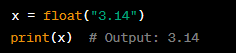 x = float("3.14")
print(x)  # Output: 3.14